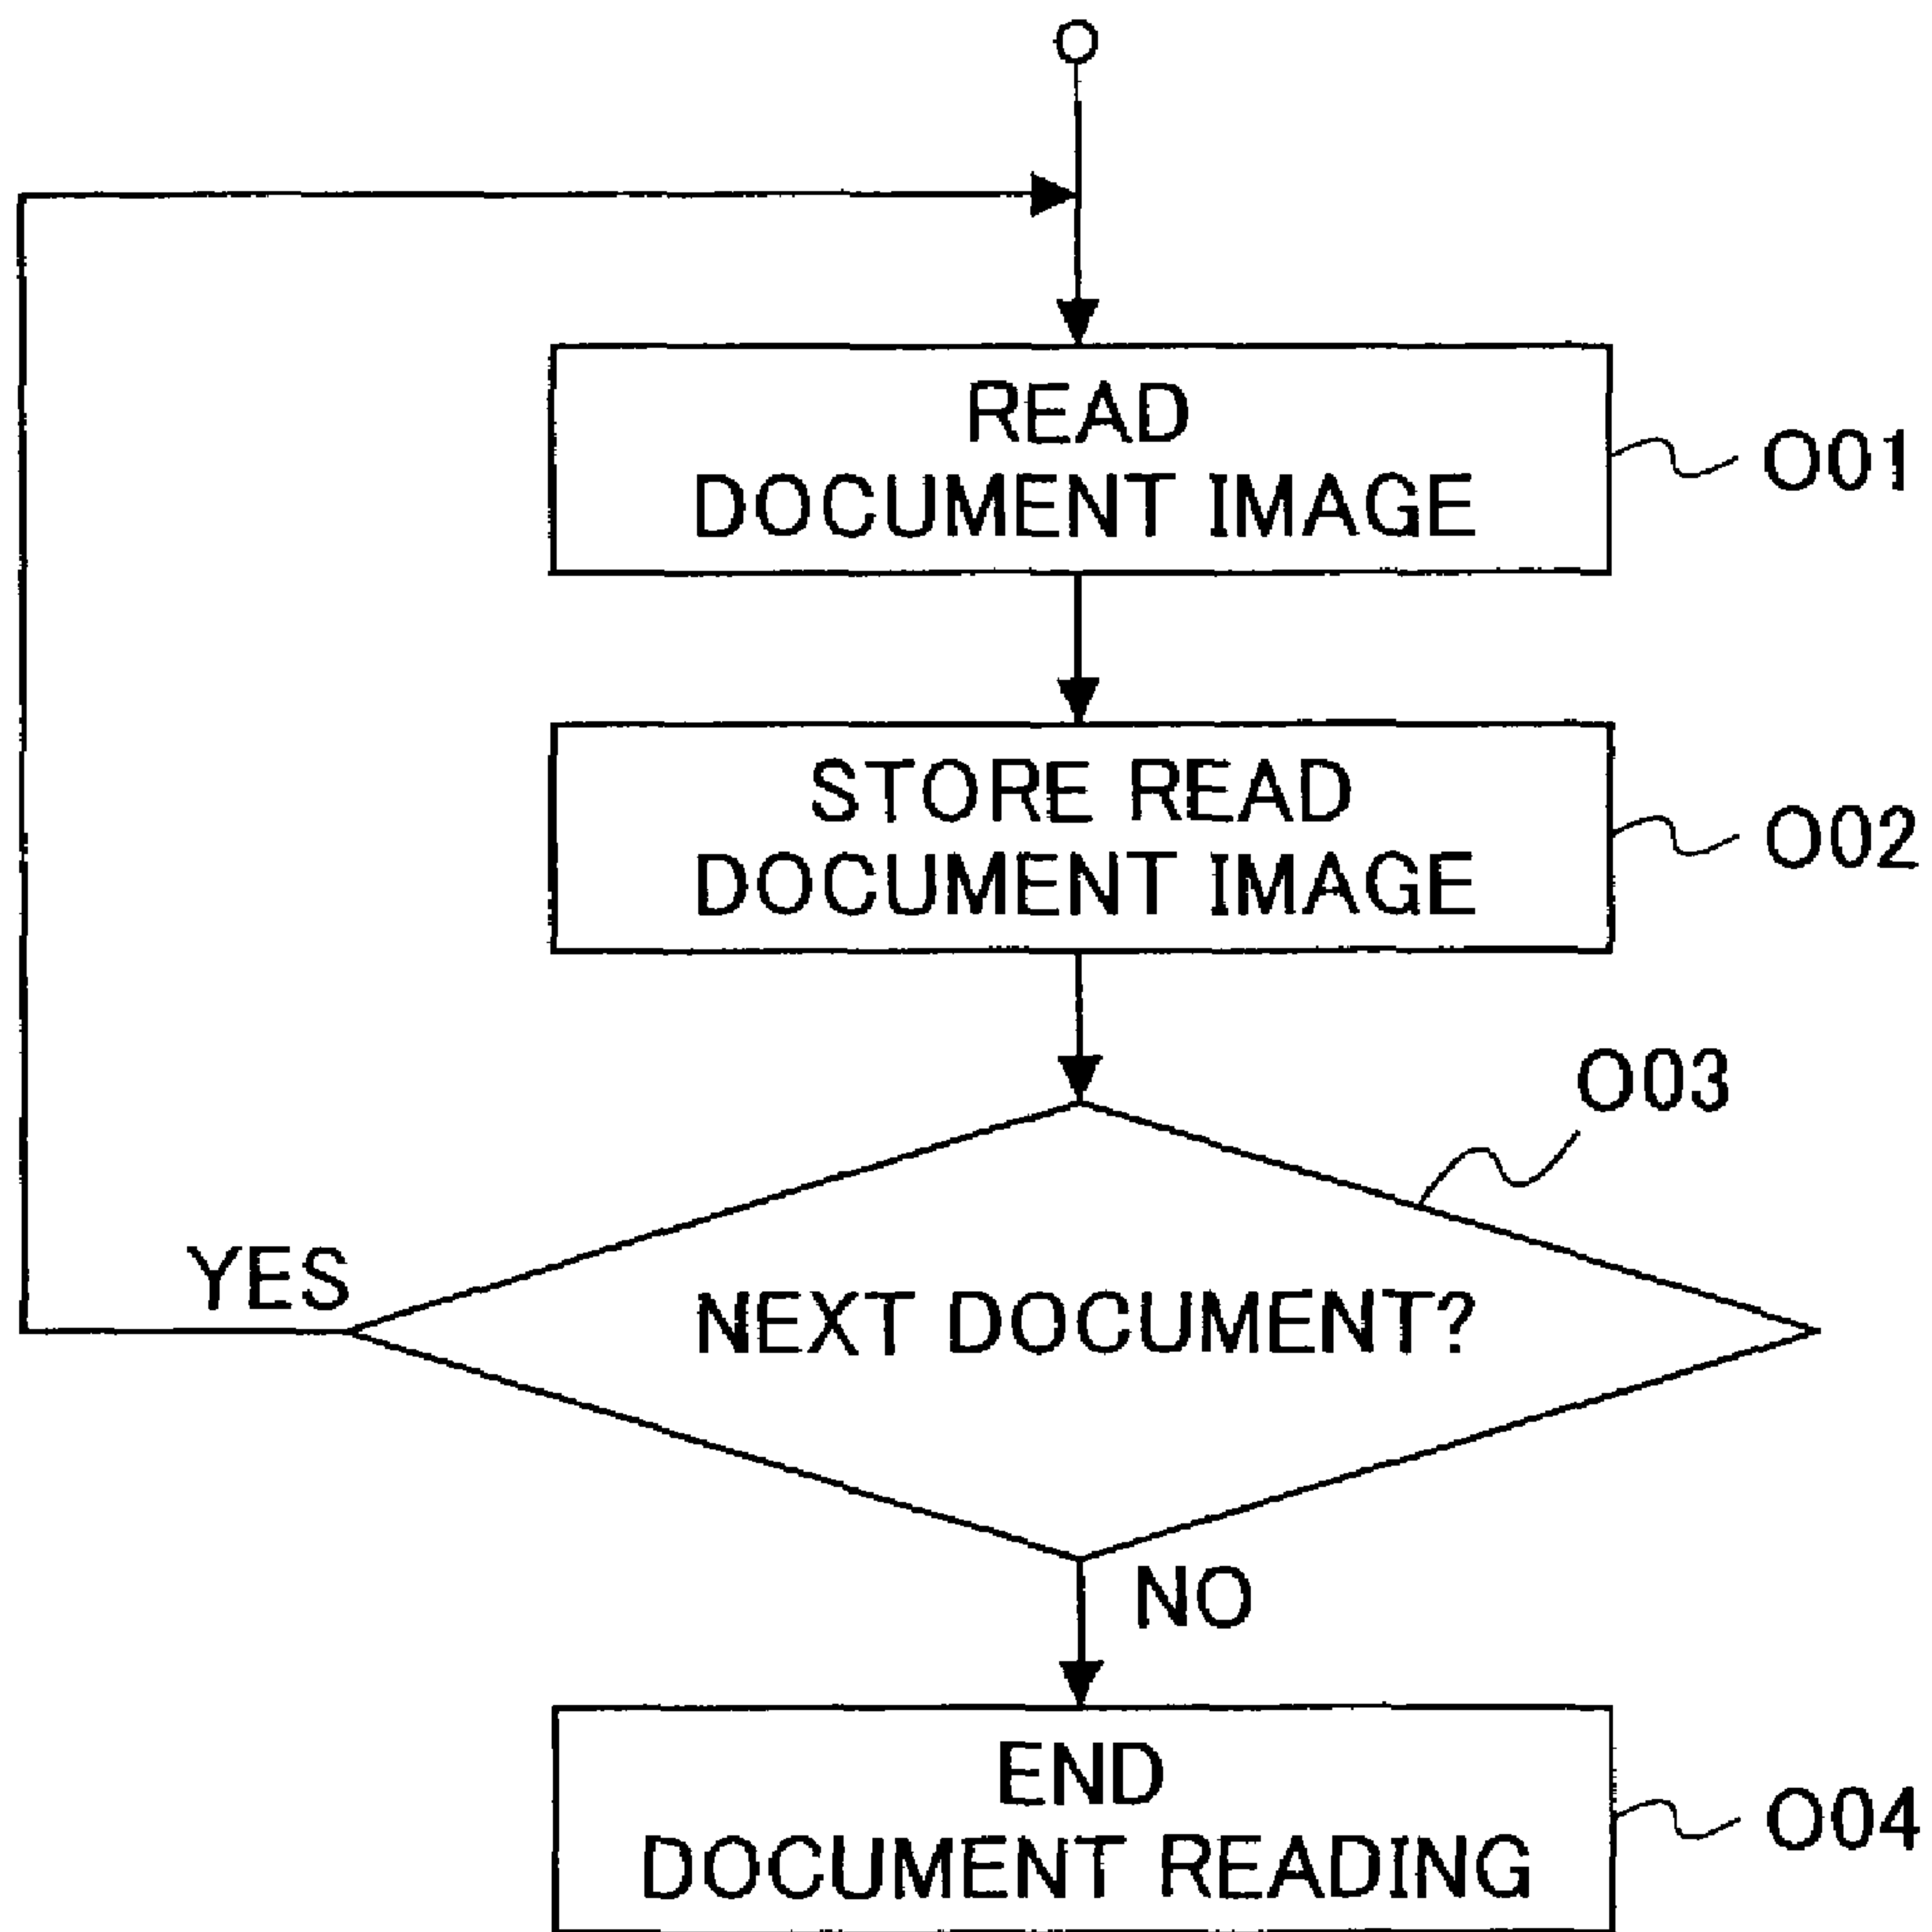 O
READ
DOCUMENT IMAGE
O01
STORE READ
DOCUMENT IMAGE
O02
O03
YES
NEXT DOCUMENT?
NO
END
DOCUMENT READING
O04